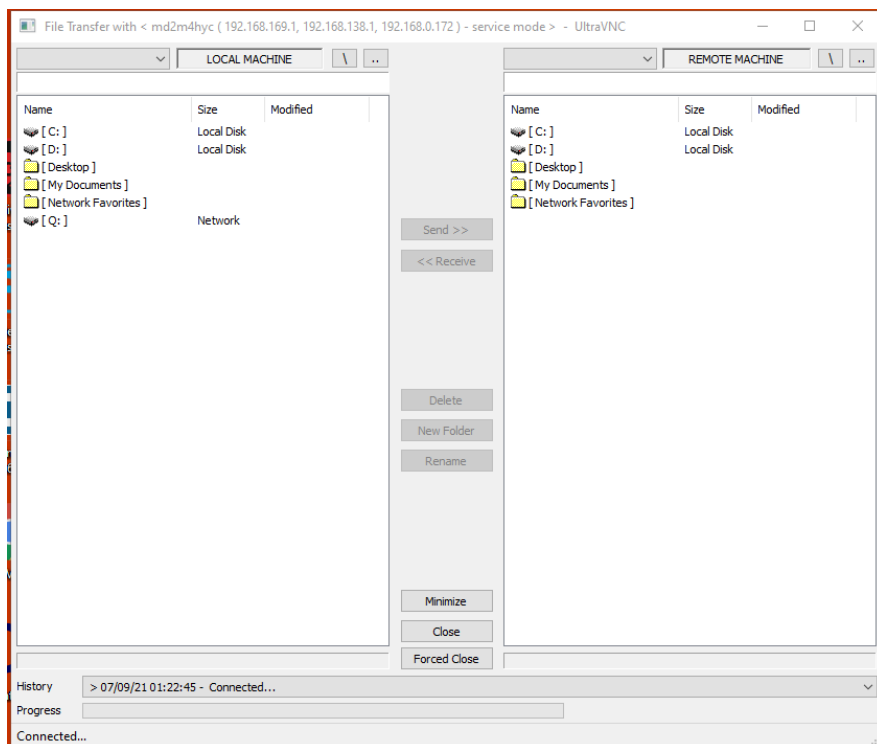 File Transfer with < md2m4hyc ( 192.168.169.1, 192.168.138.1, 192.168.0.172 ) - service mode > - UltraVNC
LOCAL MACHINE \ ..
REMOTE MACHINE \ ..
Name Size Modified
[ C: ] Local Disk
[ D: ] Local Disk
[ Desktop ]
[ My Documents ]
[ Network Favorites ]
[ Q: ] Network
Send >>
<< Receive
Delete
New Folder
Rename
Minimize
Close
Forced Close
Name Size Modified
[ C: ] Local Disk
[ D: ] Local Disk
[ Desktop ]
[ My Documents ]
[ Network Favorites ]
History > 07/09/21 01:22:45 - Connected...
Progress
Connected...